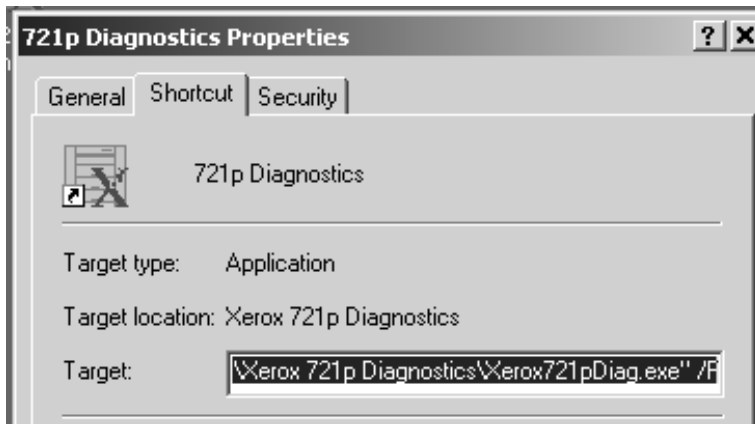 721p Diagnostics Properties
General Shortcut Security
721p Diagnostics
Target type: Application
Target location: Xerox 721p Diagnostics
Target: \Xerox 721p Diagnostics\Xerox721pDiag.exe"